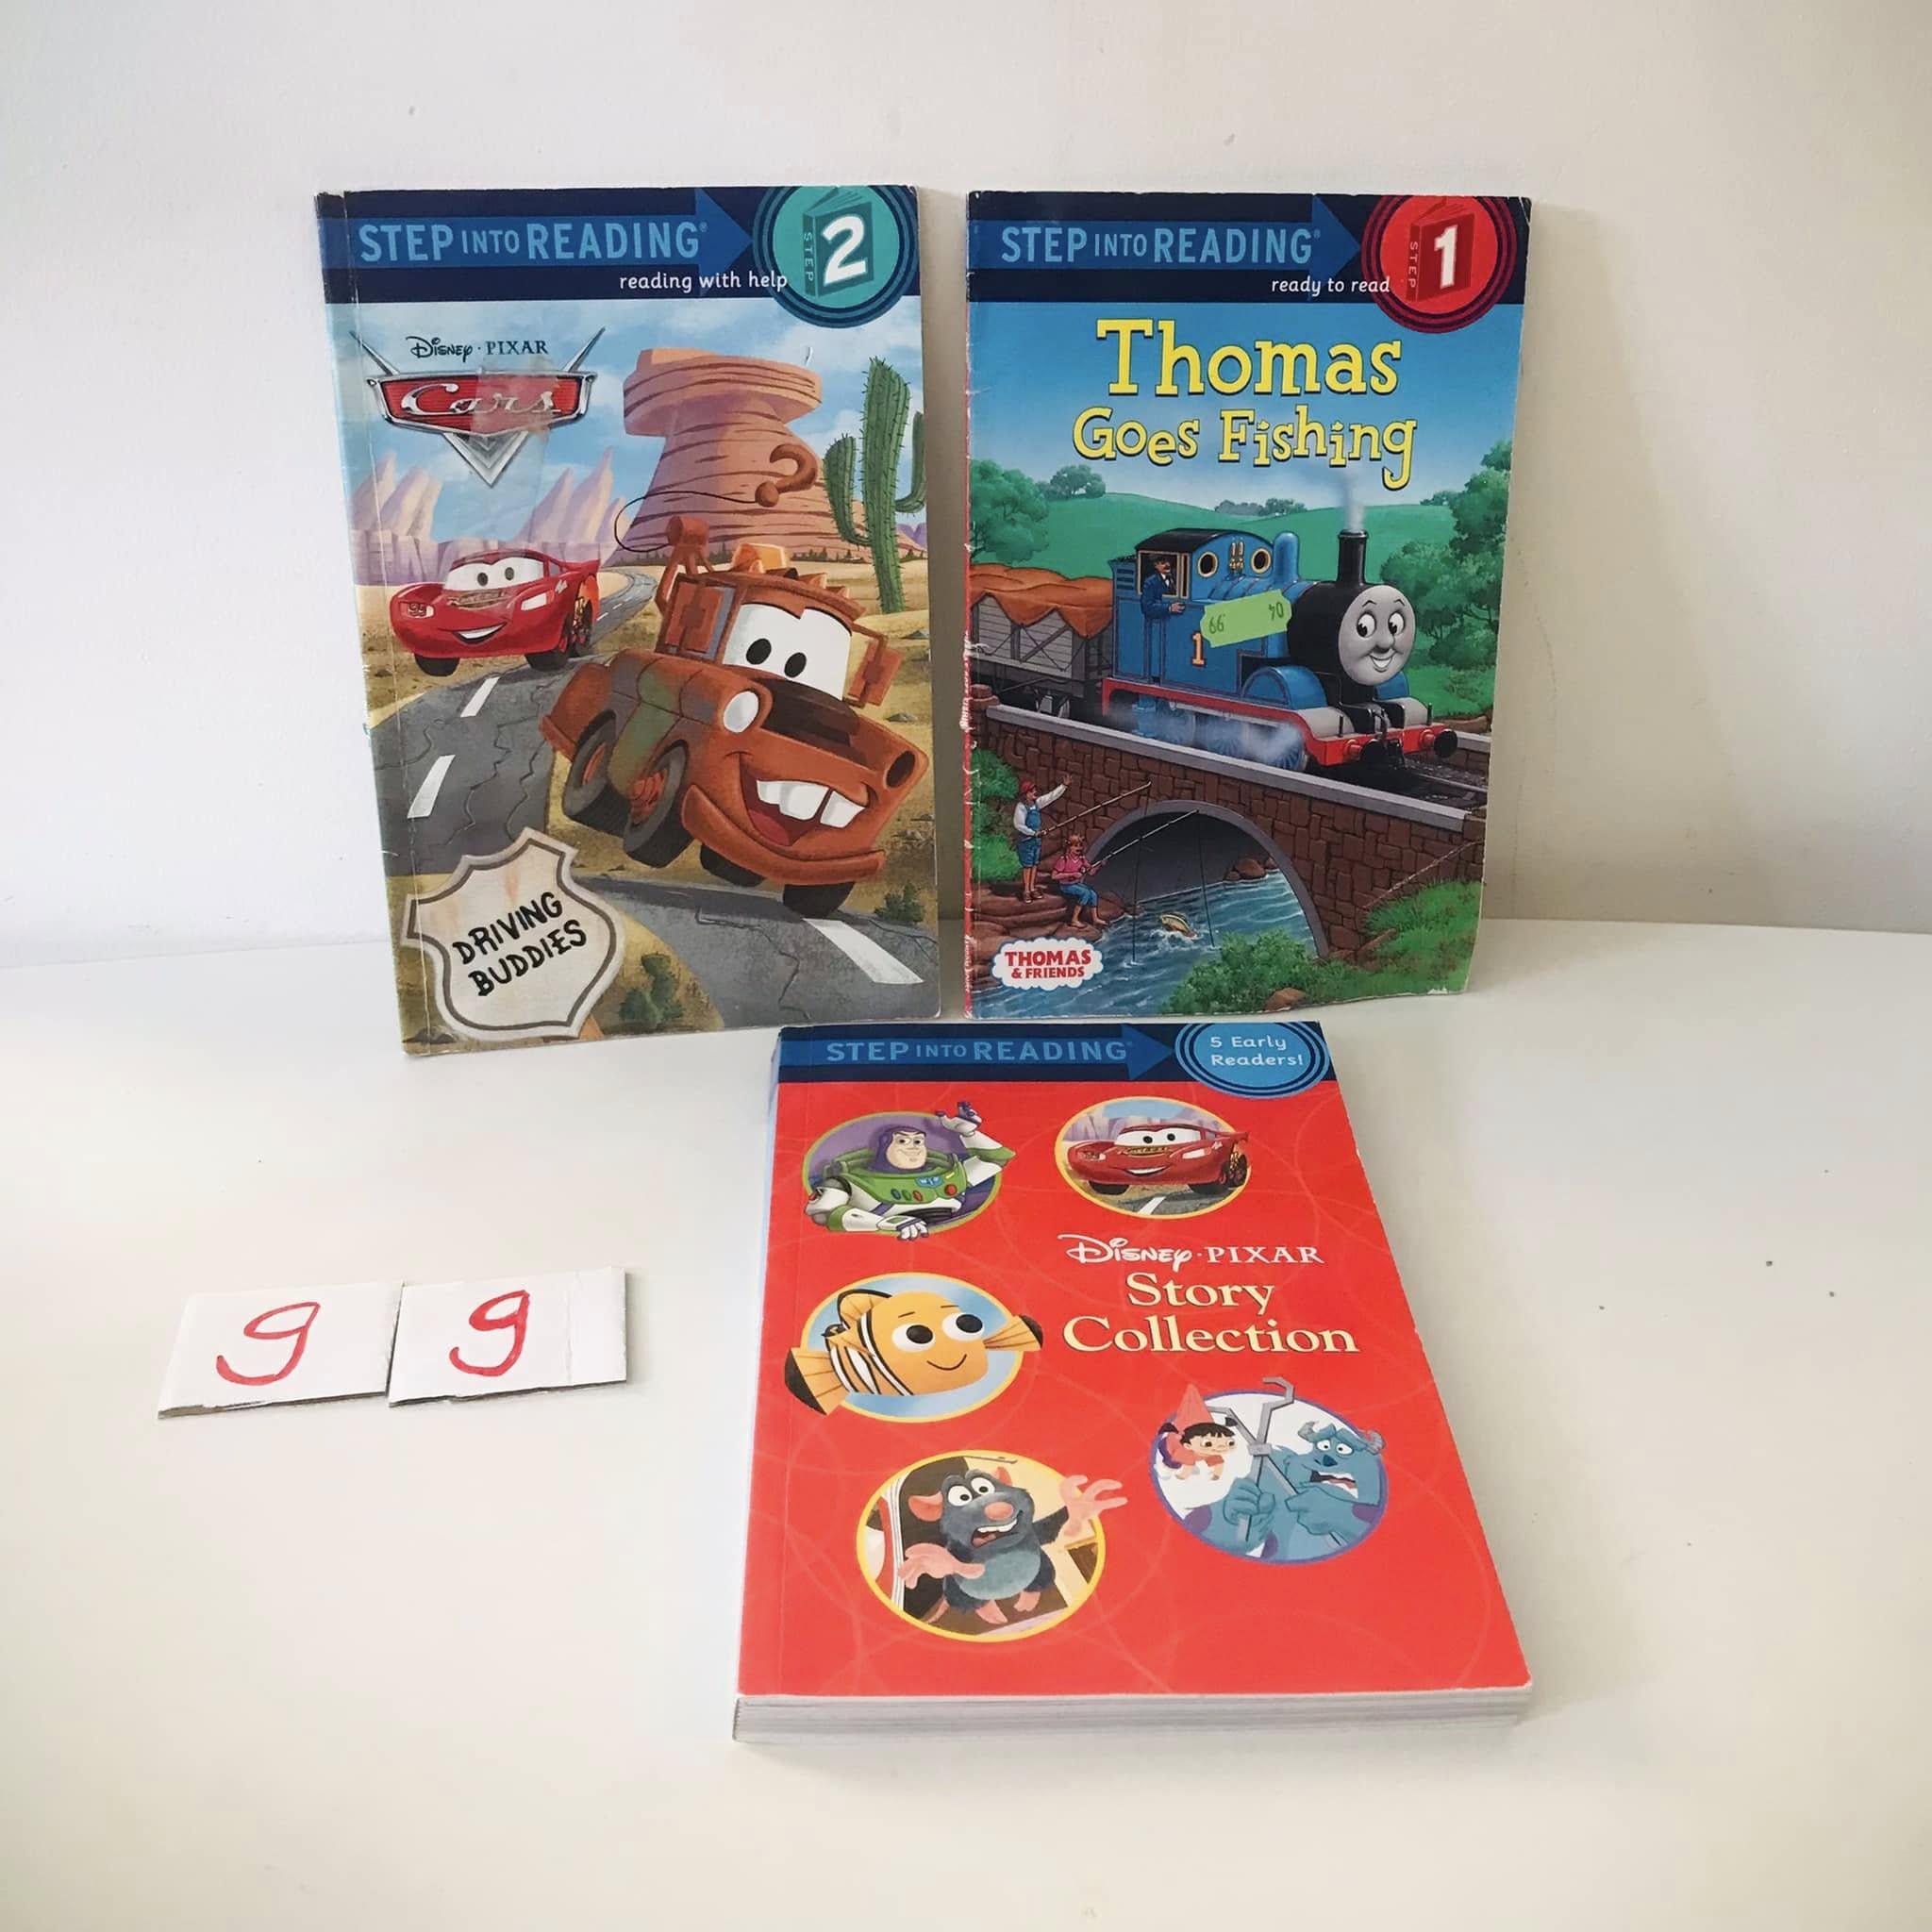 STEP INTO READING®
reading with help
STEP 2
DISNEY · PIXAR
Cars
DRIVING
BUDDIES
STEP INTO READING®
ready to read
STEP 1
Thomas
Goes Fishing
1
THOMAS
& FRIENDS
STEP INTO READING®
5 Early
Readers!
DISNEY · PIXAR
Story
Collection
9 9